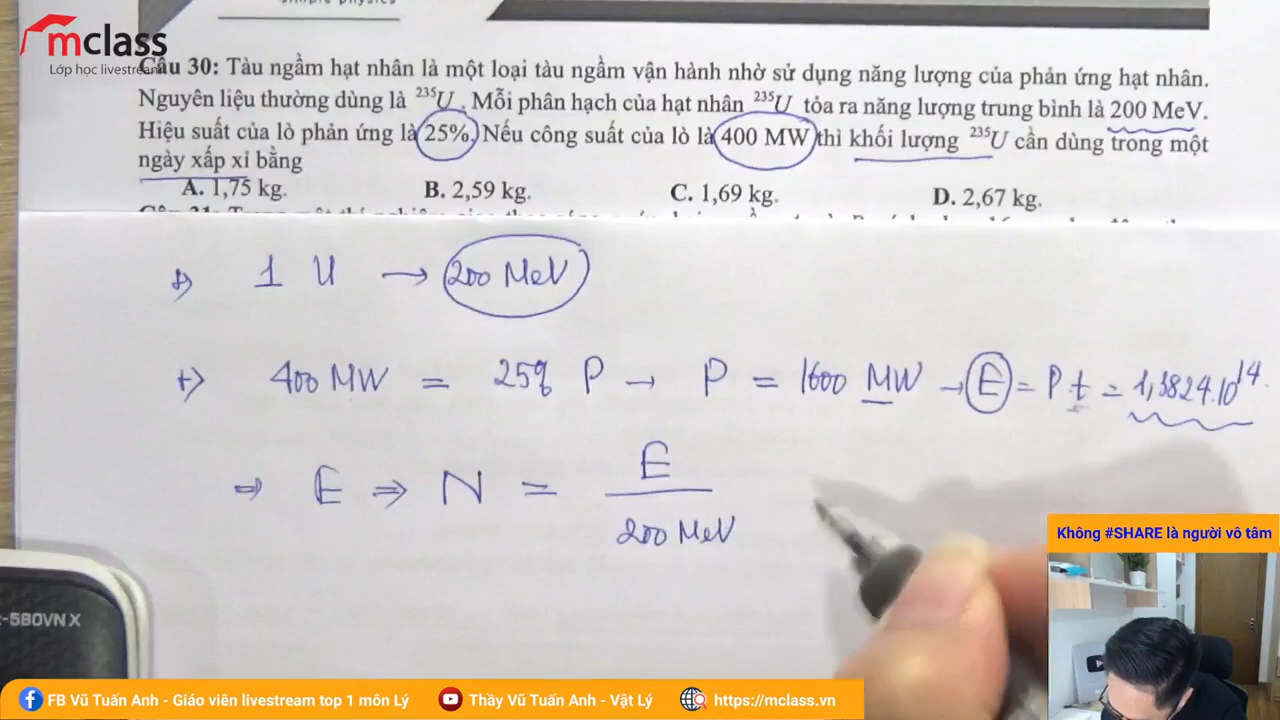 mclass
Lớp học livestream
Câu 30: Tàu ngầm hạt nhân là một loại tàu ngầm vận hành nhờ sử dụng năng lượng của phản ứng hạt nhân.
Nguyên liệu thường dùng là ²³⁵U. Mỗi phân hạch của hạt nhân ²³⁵U tỏa ra năng lượng trung bình là 200 MeV.
Hiệu suất của lò phản ứng là 25%. Nếu công suất của lò là 400 MW thì khối lượng ²³⁵U cần dùng trong một
ngày xấp xỉ bằng
A. 1,75 kg. B. 2,59 kg. C. 1,69 kg. D. 2,67 kg.
+) 1 U → 200 MeV
+) 400 MW = 25% P → P = 1600 MW → E = P t = 1,3824.10¹⁴.
⇒ E ⇒ N = E / 200 MeV
Không #SHARE là người vô tâm
-580VN X
FB Vũ Tuấn Anh - Giáo viên livestream top 1 môn Lý Thầy Vũ Tuấn Anh - Vật Lý https://mclass.vn